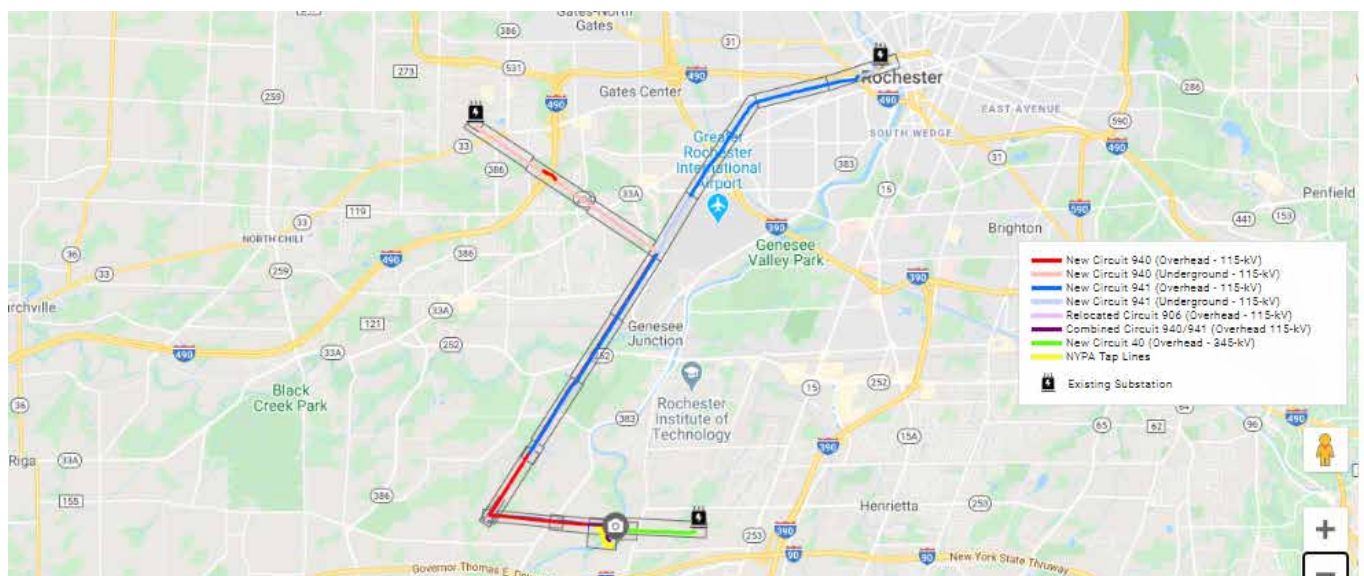 Gates-North
Gates
386
31
531
273
490
Rochester
286
490
Gates Center
259
490
EAST AVENUE
590
SOUTH WEDGE
490
33
Greater
Rochester
International
Airport
31
386
383
33A
15
Penfield
204
119
590
441
153
33
390
Brighton
NORTH CHILI
36
490
386
Genesee
Valley Park
259
33
390
New Circuit 940 (Overhead - 115-kV)
New Circuit 940 (Underground - 115-kV)
New Circuit 941 (Overhead - 115-kV)
New Circuit 941 (Underground - 115-kV)
Relocated Circuit 906 (Overhead - 115-kV)
Combined Circuit 940/941 (Overhead 115-kV)
New Circuit 40 (Overhead - 345-kV)
NYPA Tap Lines
Existing Substation
archville
33A
121
Genesee
Junction
252
490
33A
252
Black
Creek Park
15
252
36
Rochester
Institute of
Technology
383
64
490
65
62
96
15A
390
Riga
33A
386
155
Henrietta
253
253
390
90
90
New York State Thruway
Governor Thomas E. De
+